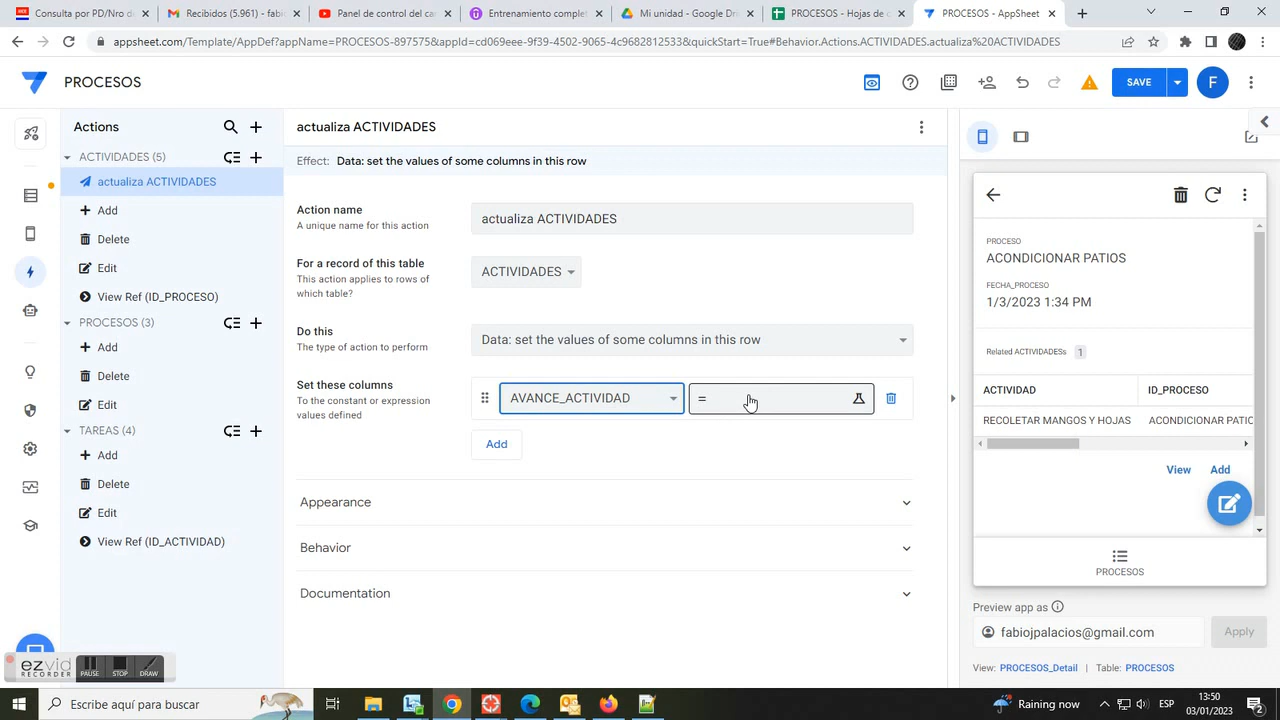 Consulta por PD/Nro d
Recibidos (5.961) - fabi
Panel de control del ca
Entrenamiento comple
Mi unidad - Google Dr
PROCESOS - Hojas de
PROCESOS - AppSheet
appsheet.com/Template/AppDef?appName=PROCESOS-897575&appId=cd069eee-9f39-4502-9065-4c9682812533&quickStart=True#Behavior.Actions.ACTIVIDADES.actualiza%20ACTIVIDADES
PROCESOS
SAVE
F
Actions
ACTIVIDADES (5)
actualiza ACTIVIDADES
Add
Delete
Edit
View Ref (ID_PROCESO)
PROCESOS (3)
Add
Delete
Edit
TAREAS (4)
Add
Delete
Edit
View Ref (ID_ACTIVIDAD)
actualiza ACTIVIDADES
Effect: Data: set the values of some columns in this row
Action name
A unique name for this action
actualiza ACTIVIDADES
For a record of this table
This action applies to rows of
which table?
ACTIVIDADES
Do this
The type of action to perform
Data: set the values of some columns in this row
Set these columns
To the constant or expression
values defined
AVANCE_ACTIVIDAD
=
Add
Appearance
Behavior
Documentation
PROCESO
ACONDICIONAR PATIOS
FECHA_PROCESO
1/3/2023 1:34 PM
Related ACTIVIDADESs 1
ACTIVIDAD ID_PROCESO
RECOLETAR MANGOS Y HOJAS ACONDICIONAR PATIO
View Add
PROCESOS
Preview app as
fabiojpalacios@gmail.com
Apply
View: PROCESOS_Detail | Table: PROCESOS
ezvid
RECORDER
PAUSE STOP DRAW
Escribe aquí para buscar
Raining now
ESP
13:50
03/01/2023
2